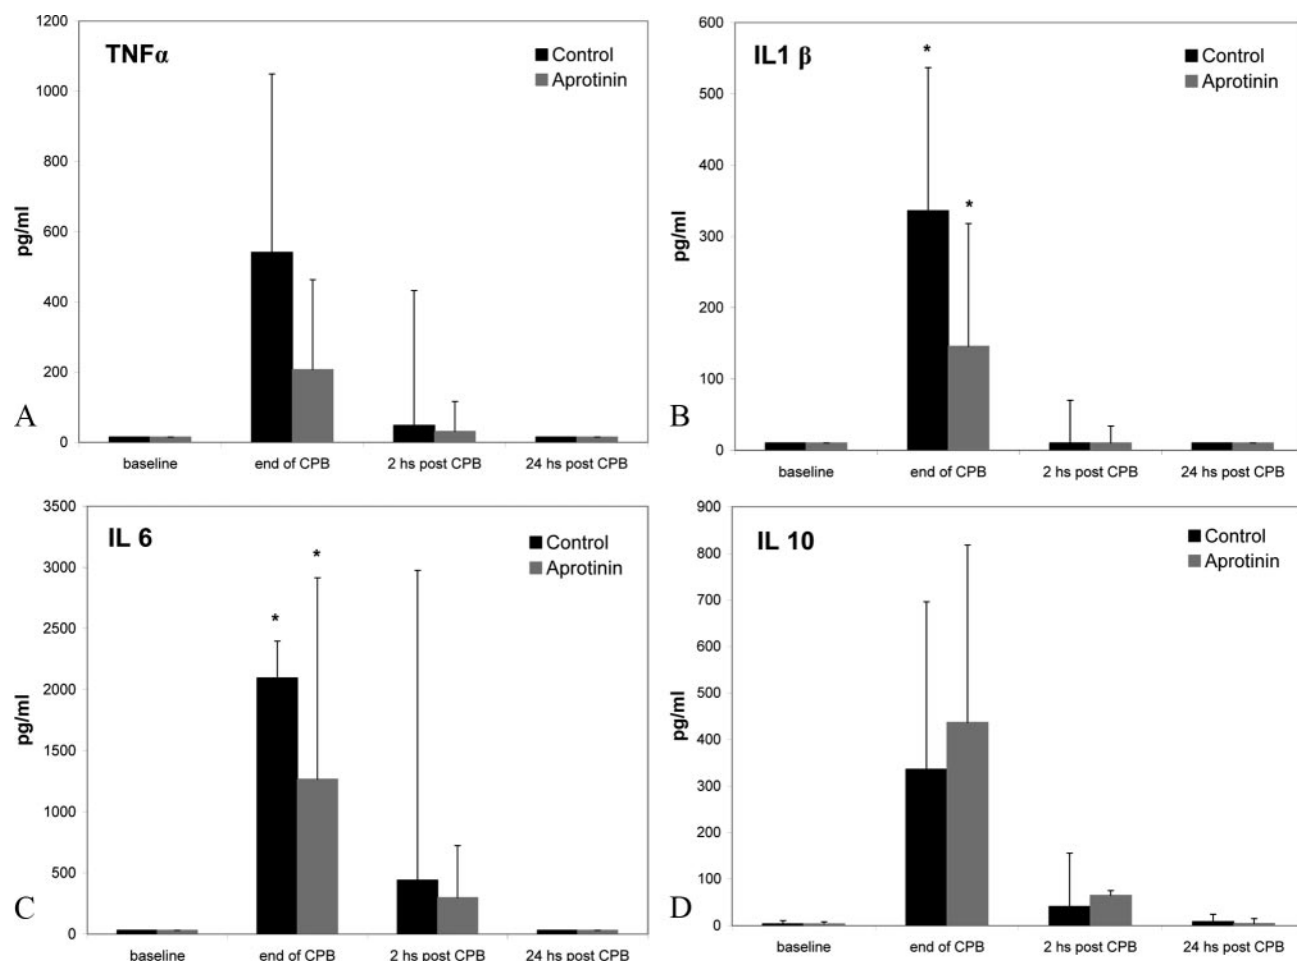 1200
1000
800
600
400
200
0
pg/ml
TNFα
Control
Aprotinin
A
baseline end of CPB 2 hs post CPB 24 hs post CPB
600
500
400
300
200
100
0
pg/ml
IL1 β
*
*
Control
Aprotinin
B
baseline end of CPB 2 hs post CPB 24 hs post CPB
3500
3000
2500
2000
1500
1000
500
0
pg/ml
IL 6
*
*
Control
Aprotinin
C
baseline end of CPB 2 hs post CPB 24 hs post CPB
900
800
700
600
500
400
300
200
100
0
pg/ml
IL 10
Control
Aprotinin
D
baseline end of CPB 2 hs post CPB 24 hs post CPB